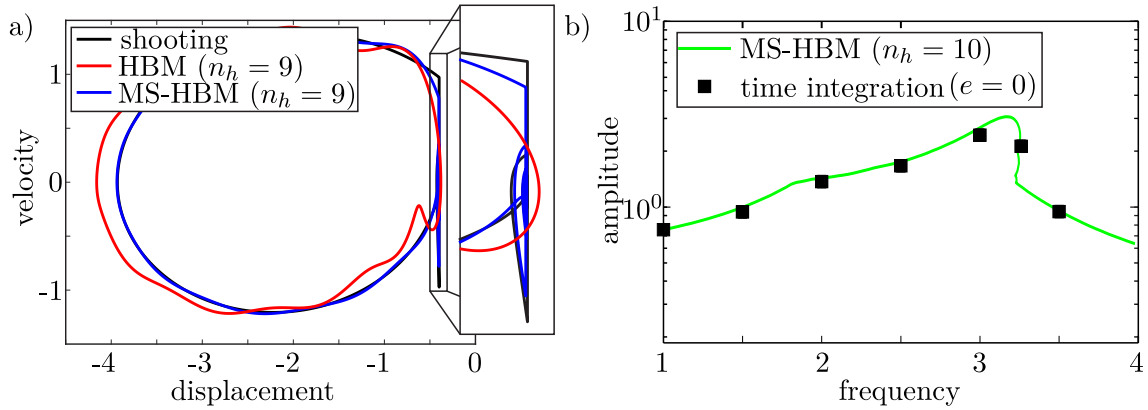 a)
shooting
HBM (n_h = 9)
MS-HBM (n_h = 9)
velocity
1
0
-1
-4
-3
-2
-1
0
displacement
b)
MS-HBM (n_h = 10)
time integration (e = 0)
amplitude
10^1
10^0
1
2
3
4
frequency